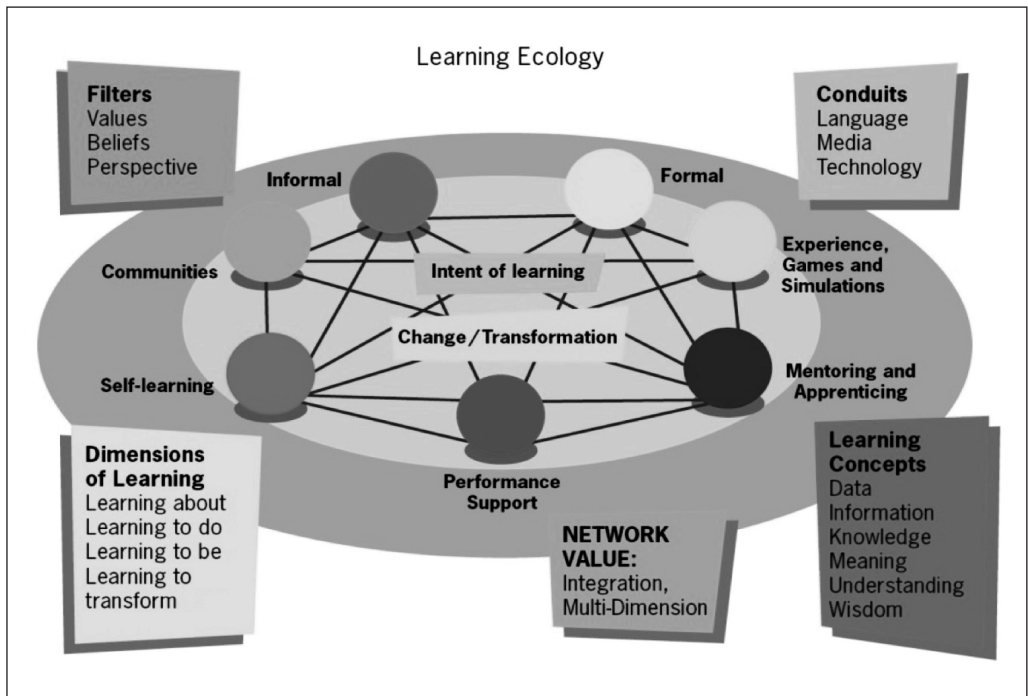 Learning Ecology
Filters
Values
Beliefs
Perspective
Conduits
Language
Media
Technology
Informal
Formal
Communities
Intent of learning
Experience,
Games and
Simulations
Change/Transformation
Self-learning
Mentoring and
Apprenticing
Performance
Support
Dimensions
of Learning
Learning about
Learning to do
Learning to be
Learning to
transform
NETWORK
VALUE:
Integration,
Multi-Dimension
Learning
Concepts
Data
Information
Knowledge
Meaning
Understanding
Wisdom